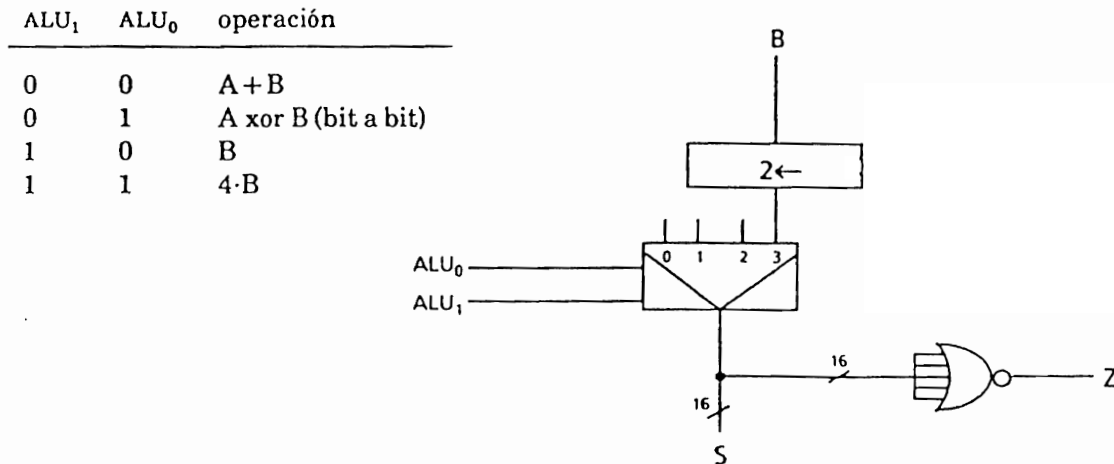 ALU₁ ALU₀ operación
0 0 A+B
0 1 A xor B (bit a bit)
1 0 B
1 1 4·B
B
2←
0 1 2 3
ALU₀
ALU₁
16
Z
16
S